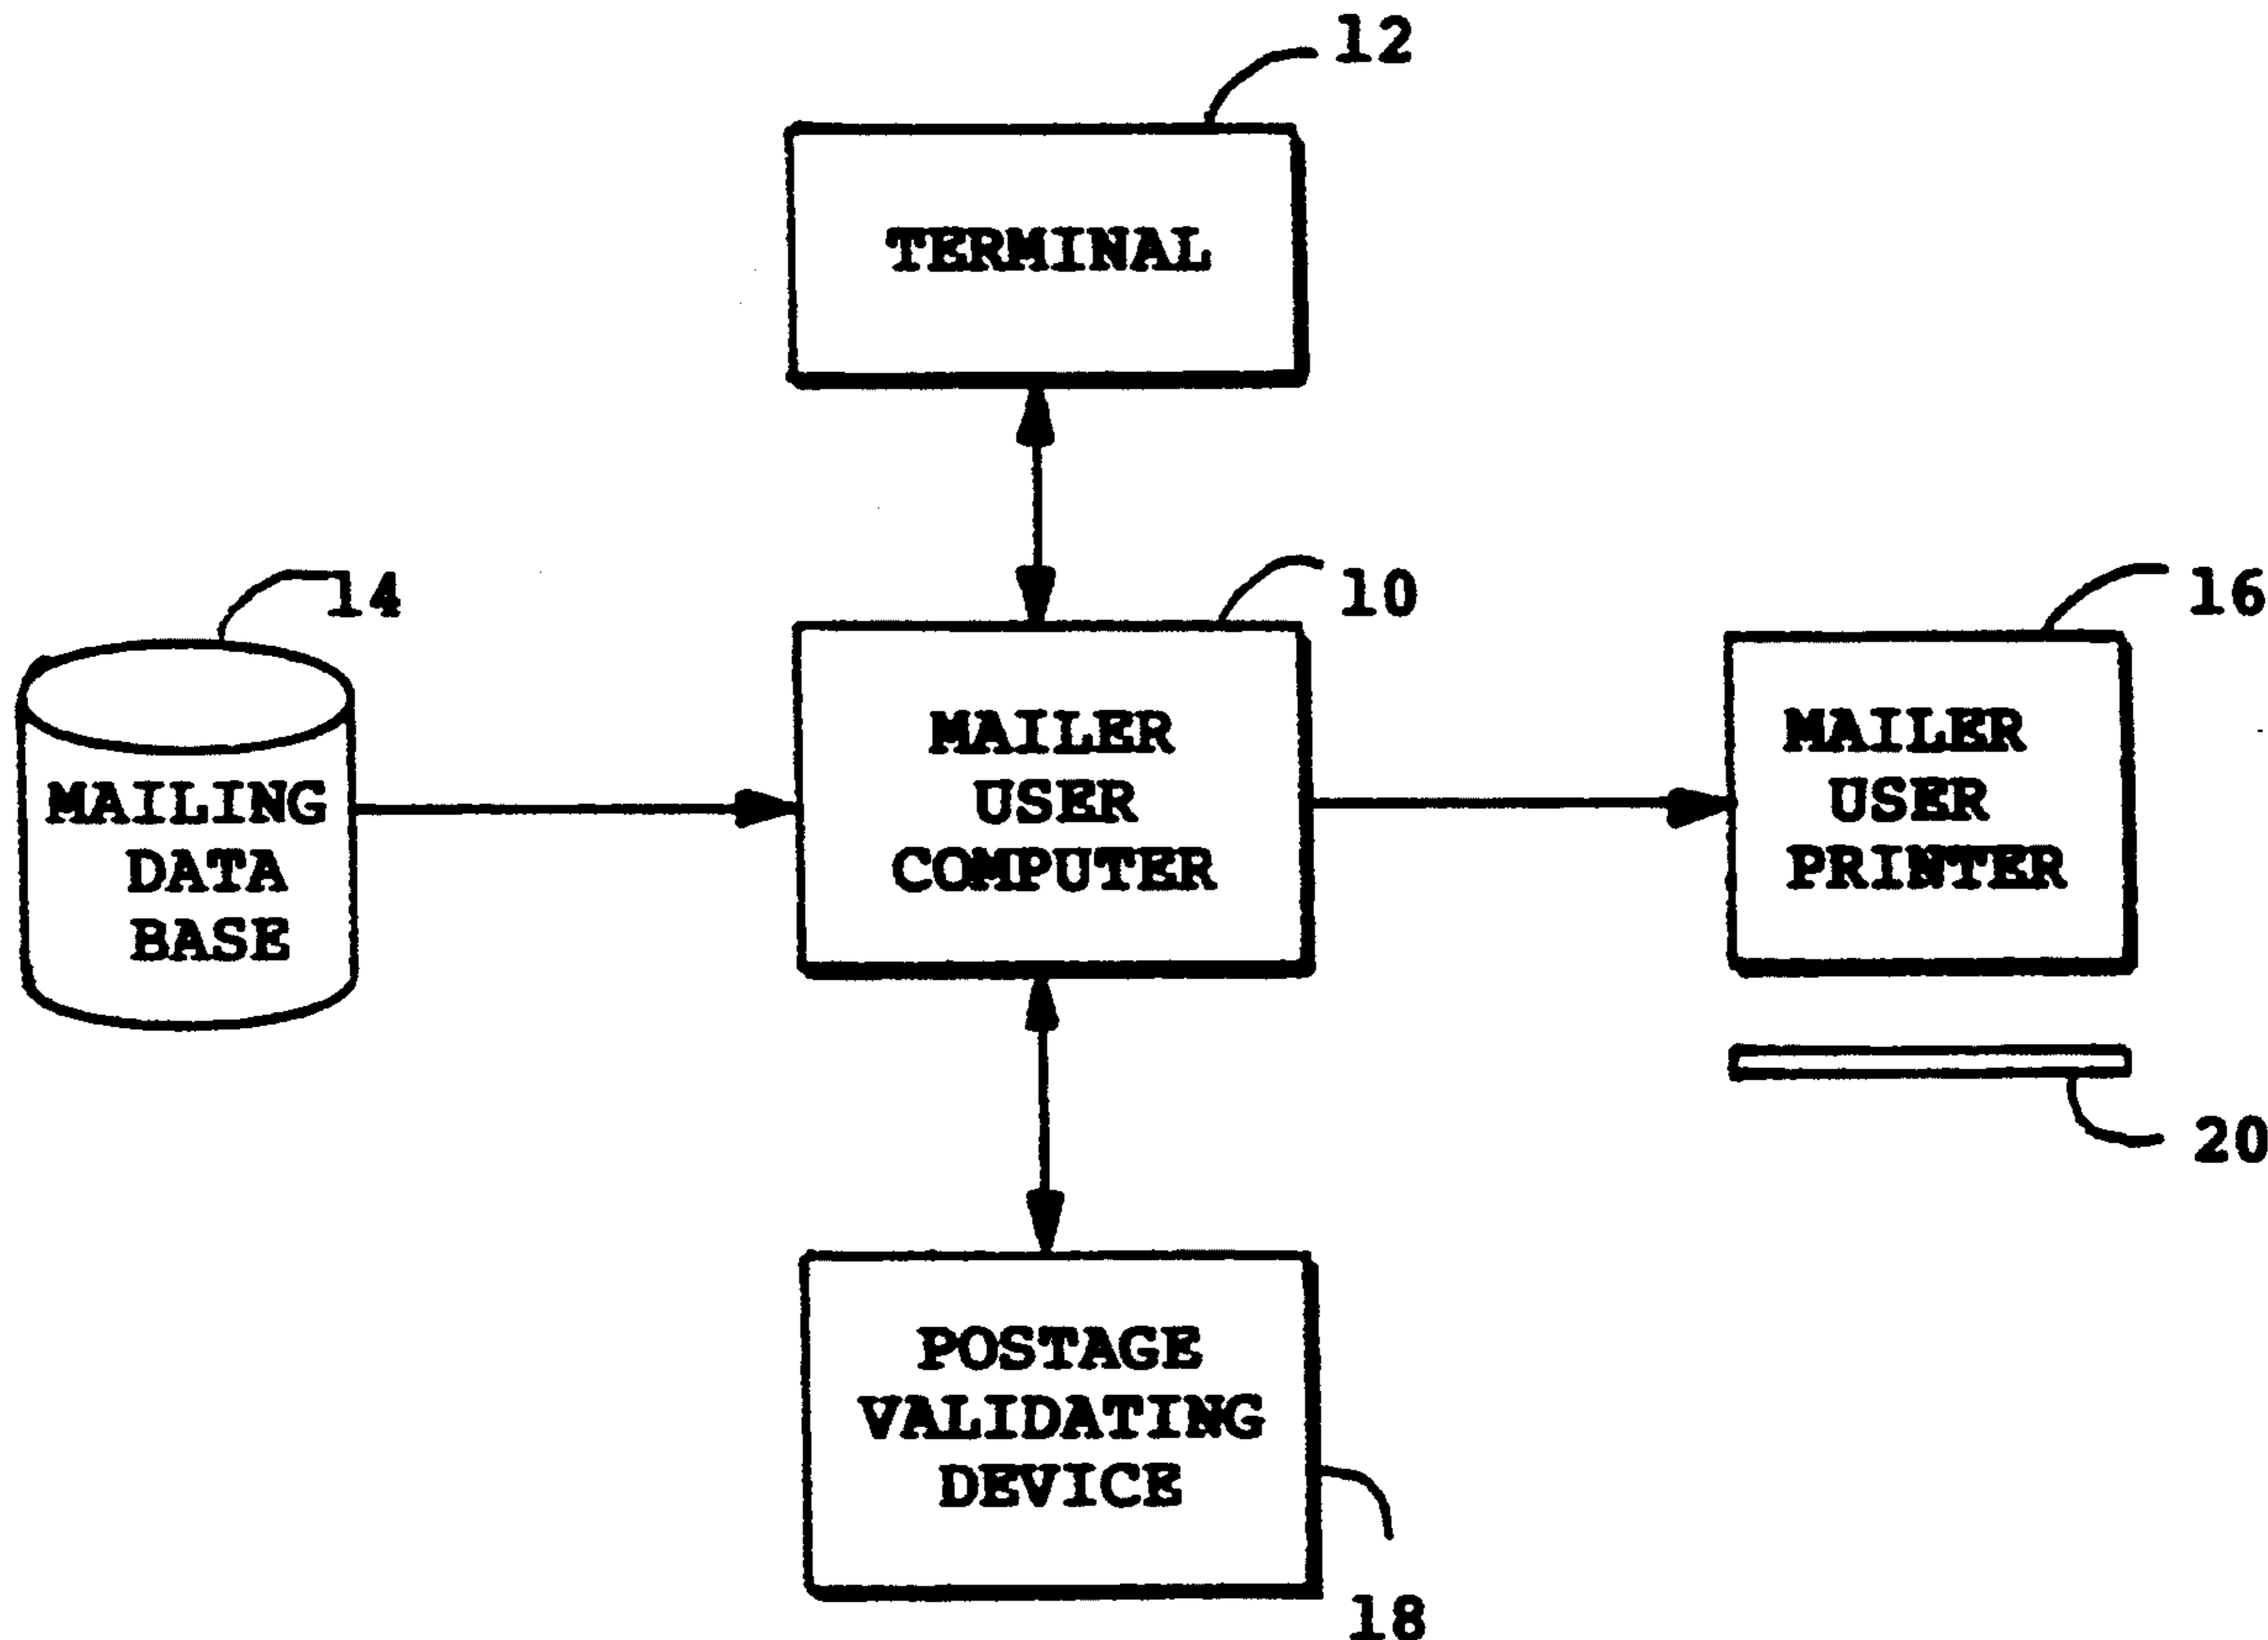 12
TERMINAL
14
10
16
MAILING
DATA
BASE
MAILER
USER
COMPUTER
MAILER
USER
PRINTER
20
POSTAGE
VALIDATING
DEVICE
18